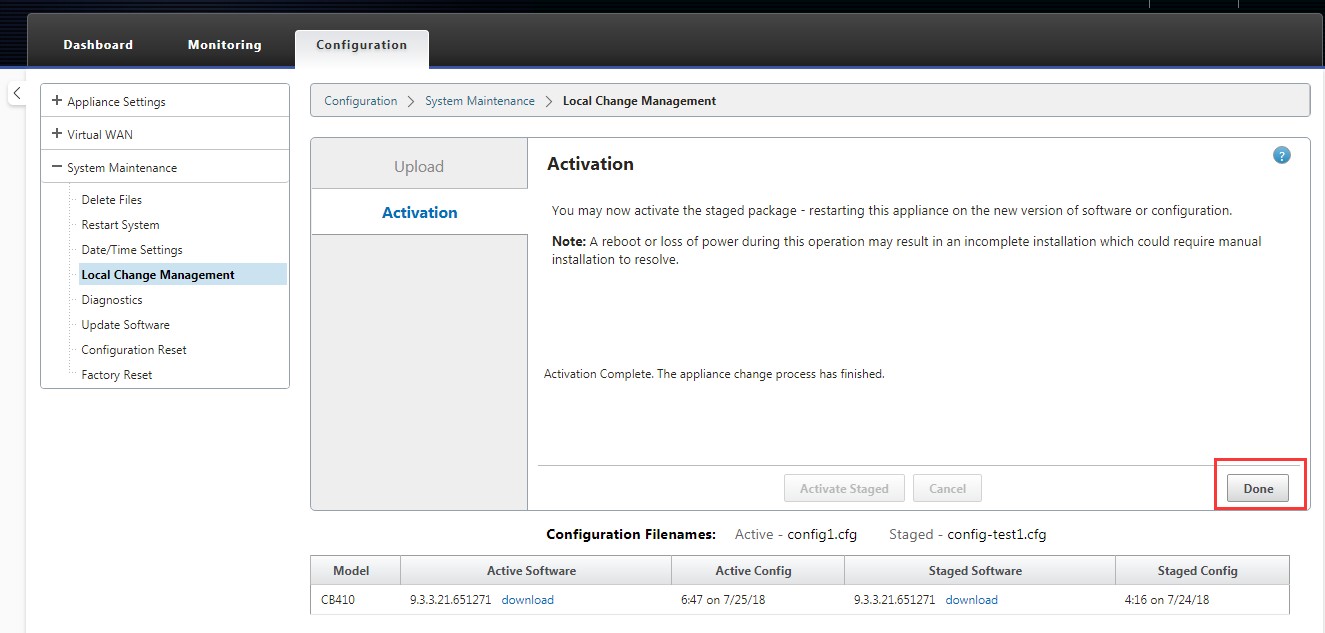 Dashboard Monitoring Configuration
Appliance Settings
Virtual WAN
System Maintenance
Delete Files
Restart System
Date/Time Settings
Local Change Management
Diagnostics
Update Software
Configuration Reset
Factory Reset
Configuration > System Maintenance > Local Change Management
Upload
Activation
Activation
?
You may now activate the staged package - restarting this appliance on the new version of software or configuration.
Note: A reboot or loss of power during this operation may result in an incomplete installation which could require manual
installation to resolve.
Activation Complete. The appliance change process has finished.
Activate Staged Cancel Done
Configuration Filenames: Active - config1.cfg Staged - config-test1.cfg
Model Active Software Active Config Staged Software Staged Config
CB410 9.3.3.21.651271 download 6:47 on 7/25/18 9.3.3.21.651271 download 4:16 on 7/24/18